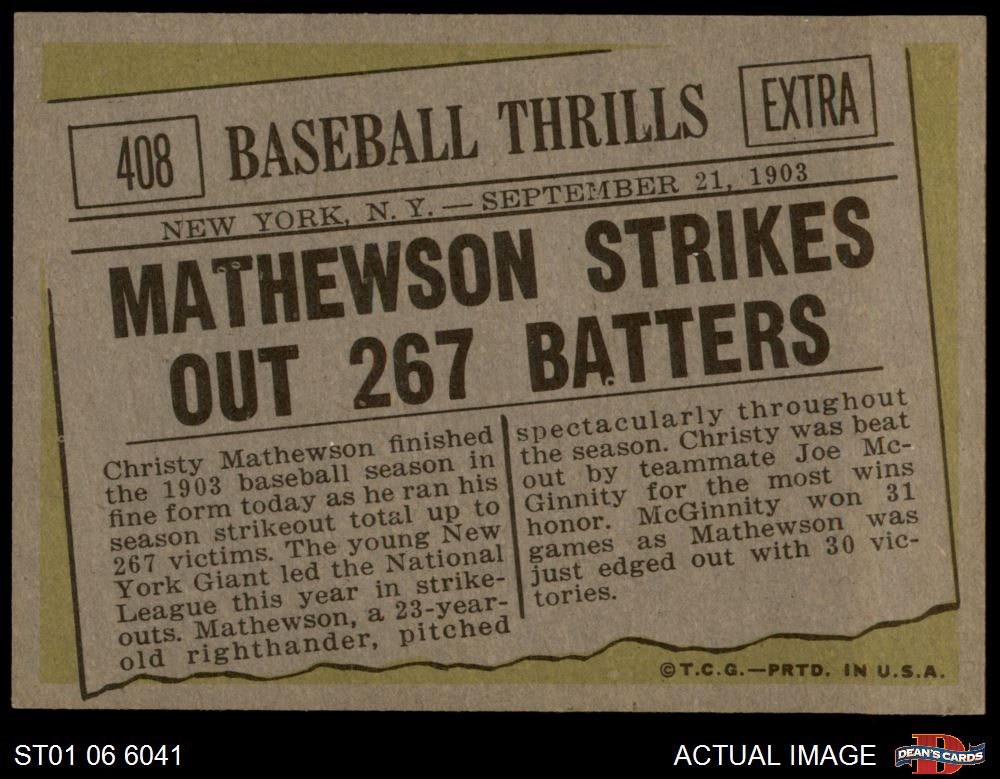 408 BASEBALL THRILLS EXTRA
NEW YORK, N. Y. — SEPTEMBER 21, 1903
MATHEWSON STRIKES
OUT 267 BATTERS
Christy Mathewson finished
the 1903 baseball season in
fine form today as he ran his
season strikeout total up to
267 victims. The young New
York Giant led the National
League this year in strike-
outs. Mathewson, a 23-year-
old righthander, pitched
spectacularly throughout
the season. Christy was beat
out by teammate Joe Mc-
Ginnity for the most wins
honor. McGinnity won 31
games as Mathewson was
just edged out with 30 vic-
tories.
©T.C.G.—PRTD. IN U.S.A.
ST01 06 6041
ACTUAL IMAGE
DEAN'S CARDS